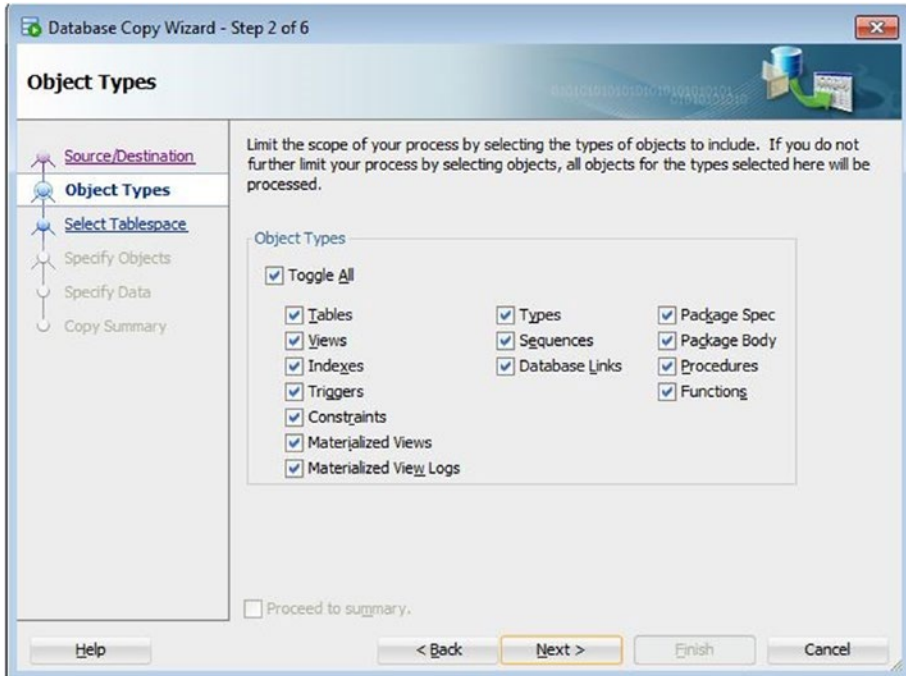 Database Copy Wizard - Step 2 of 6
Object Types
Source/Destination
Object Types
Select Tablespace
Specify Objects
Specify Data
Copy Summary
Limit the scope of your process by selecting the types of objects to include. If you do not
further limit your process by selecting objects, all objects for the types selected here will be
processed.
Object Types
Toggle All
Tables
Views
Indexes
Triggers
Constraints
Materialized Views
Materialized View Logs
Types
Sequences
Database Links
Package Spec
Package Body
Procedures
Functions
Proceed to summary.
Help
< Back
Next >
Finish
Cancel